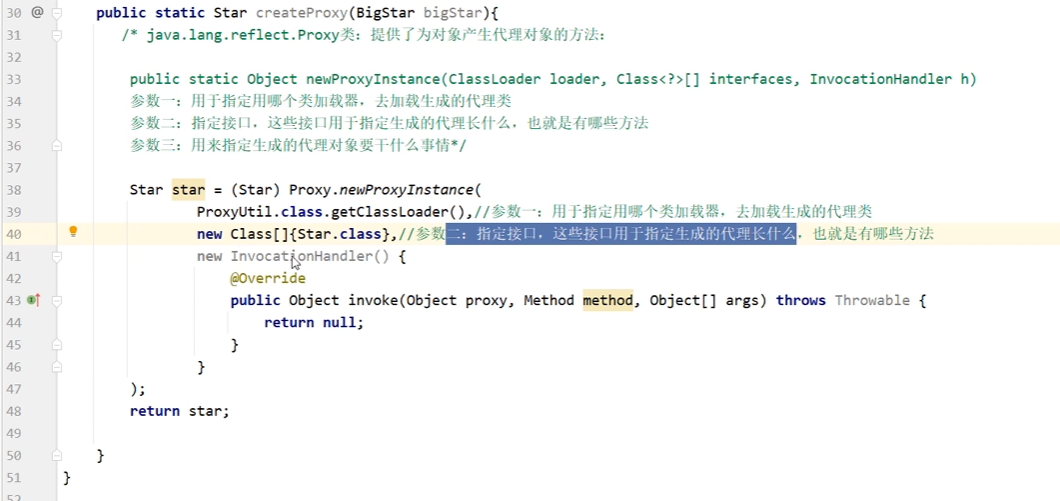 30 @ public static Star createProxy(BigStar bigStar){
31 /* java.lang.reflect.Proxy类：提供了为对象产生代理对象的方法：
32
33 public static Object newProxyInstance(ClassLoader loader, Class<?>[] interfaces, InvocationHandler h)
34 参数一：用于指定用哪个类加载器，去加载生成的代理类
35 参数二：指定接口，这些接口用于指定生成的代理长什么，也就是有哪些方法
36 参数三：用来指定生成的代理对象要干什么事情*/
37
38 Star star = (Star) Proxy.newProxyInstance(
39 ProxyUtil.class.getClassLoader(),//参数一：用于指定用哪个类加载器，去加载生成的代理类
40 new Class[]{Star.class},//参数二：指定接口，这些接口用于指定生成的代理长什么，也就是有哪些方法
41 new InvocationHandler() {
42 @Override
43 public Object invoke(Object proxy, Method method, Object[] args) throws Throwable {
44 return null;
45 }
46 }
47 );
48 return star;
49
50 }
51 }
52